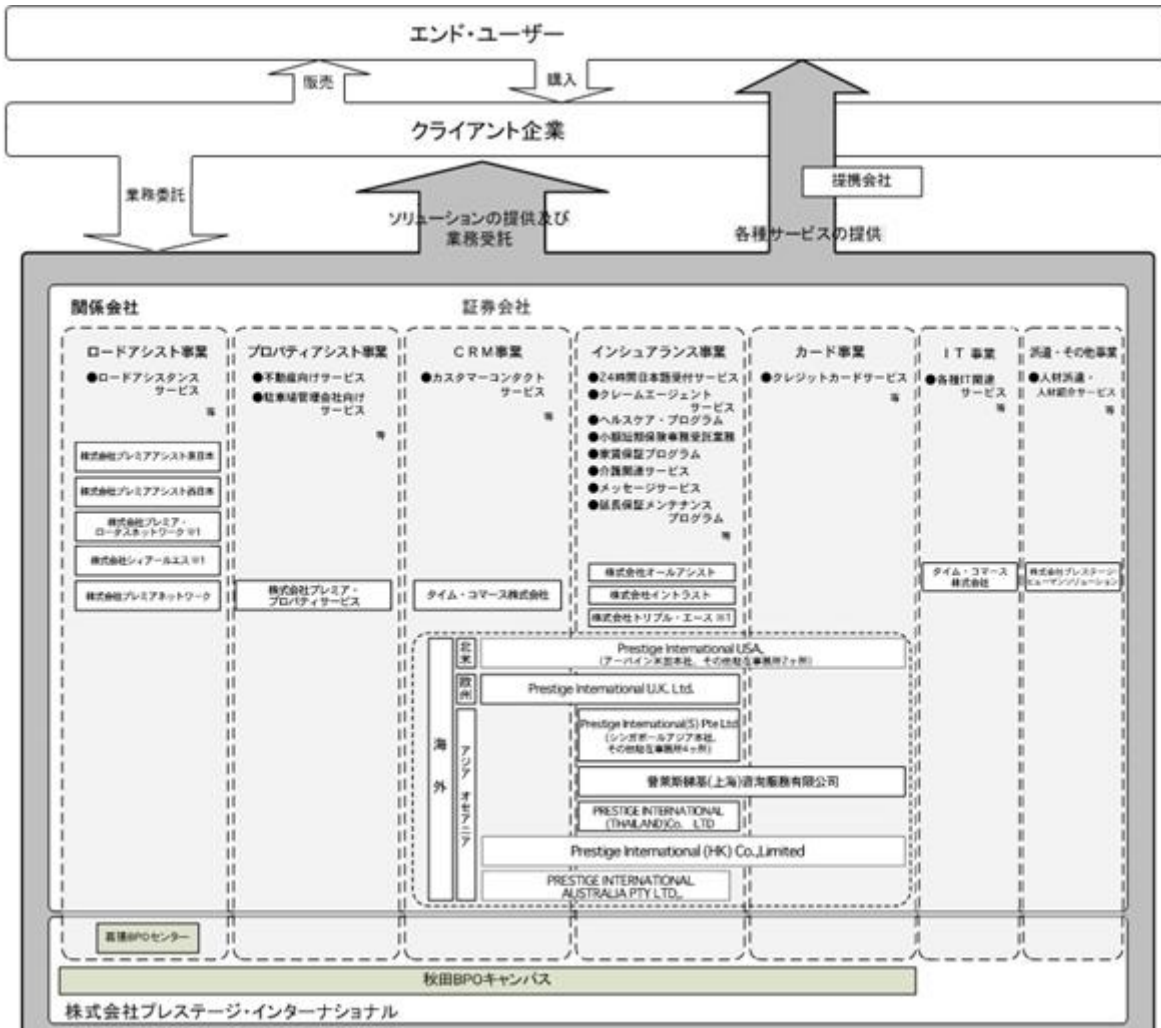 エンド・ユーザー
販売
購入
クライアント企業
業務委託
提携会社
ソリューションの提供及び
業務受託
各種サービスの提供
関係会社
証券会社
ロードアシスト事業
●ロードアシスタンス
サービス
等
株式会社プレミアアシスト東日本
株式会社プレミアアシスト西日本
株式会社プレミア・
ロータスネットワーク※1
株式会社シィアールエス※1
株式会社プレミアネットワーク
プロパティアシスト事業
●不動産向けサービス
●駐車場管理会社向け
サービス
等
株式会社プレミア・
プロパティサービス
CRM事業
●カスタマーコンタクト
サービス
等
タイム・コマース株式会社
インシュアランス事業
●24時間日本語受付サービス
●クレームエージェント
サービス
●ヘルスケア・プログラム
●小額短期保険事務受託業務
●家賃保証プログラム
●介護関連サービス
●メッセージサービス
●延長保証メンテナンス
プログラム
等
株式会社オールアシスト
株式会社イントラスト
株式会社トリプル・エース※1
カード事業
●クレジットカードサービス
等
IT事業
●各種IT関連
サービス
等
タイム・コマース
株式会社
派遣・その他事業
●人材派遣・
人材紹介サービス
等
株式会社プレステージ・
ヒューマンソリューション
海外
北米
Prestige International USA,
(アーバイン米国本社、その他駐在事務所7ヶ所)
欧州
Prestige International U.K. Ltd.
アジア オセアニア
Prestige International(S) Pte Ltd
(シンガポールアジア本社,
その他駐在事務所4ヶ所)
(上海)咨询服務有限公司
PRESTIGE INTERNATIONAL
(THAILAND)Co. LTD
Prestige International (HK) Co.,Limited
PRESTIGE INTERNATIONAL
AUSTRALIA PTY LTD.,
BPOセンター
秋田BPOキャンパス
株式会社プレステージ・インターナショナル